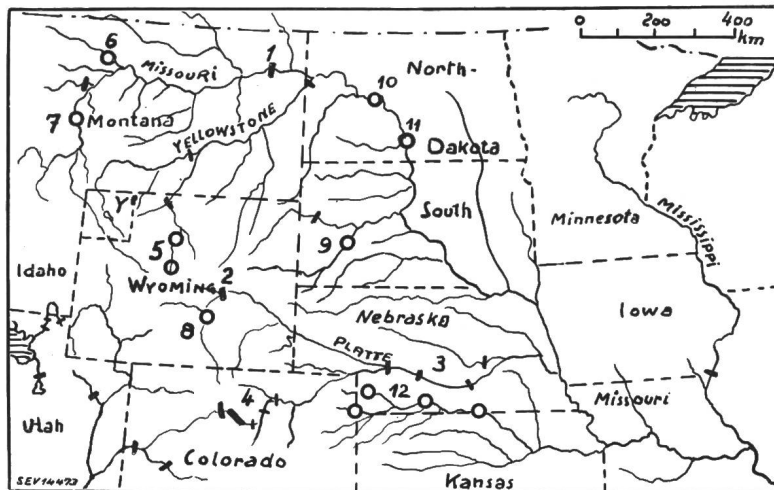 0 200 400
km
6
Missouri
1
North-
10
7
Montana
YELLOWSTONE
11
Dakota
Y
South
Minnesota
Mississippi
5
9
Idaho
Wyoming
2
Iowa
8
Nebraska
PLATTE
3
12
Missouri
4
Utah
Colorado
Kansas
SEV14473